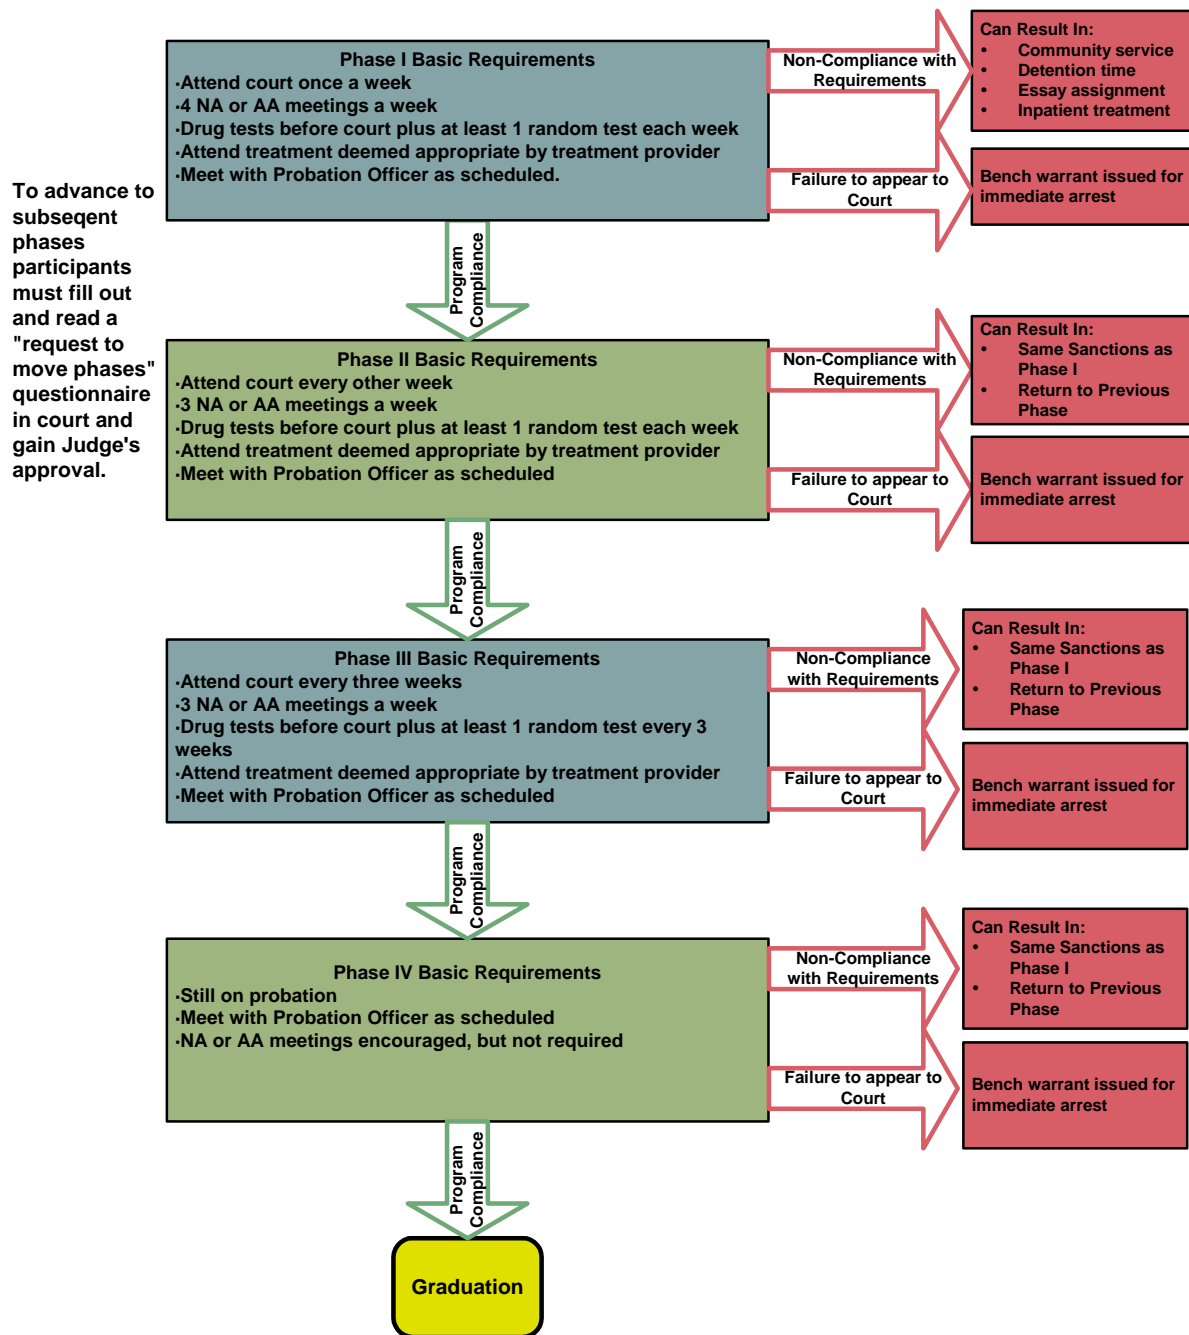 To advance to
subseqent
phases
participants
must fill out
and read a
"request to
move phases"
questionnaire
in court and
gain Judge's
approval.
Phase I Basic Requirements
·Attend court once a week
·4 NA or AA meetings a week
·Drug tests before court plus at least 1 random test each week
·Attend treatment deemed appropriate by treatment provider
·Meet with Probation Officer as scheduled.
Non-Compliance with
Requirements
Can Result In:
• Community service
• Detention time
• Essay assignment
• Inpatient treatment
Failure to appear to
Court
Bench warrant issued for
immediate arrest
Program
Compliance
Phase II Basic Requirements
·Attend court every other week
·3 NA or AA meetings a week
·Drug tests before court plus at least 1 random test each week
·Attend treatment deemed appropriate by treatment provider
·Meet with Probation Officer as scheduled
Non-Compliance with
Requirements
Can Result In:
• Same Sanctions as
Phase I
• Return to Previous
Phase
Failure to appear to
Court
Bench warrant issued for
immediate arrest
Program
Compliance
Phase III Basic Requirements
·Attend court every three weeks
·3 NA or AA meetings a week
·Drug tests before court plus at least 1 random test every 3
weeks
·Attend treatment deemed appropriate by treatment provider
·Meet with Probation Officer as scheduled
Non-Compliance
with Requirements
Can Result In:
• Same Sanctions as
Phase I
• Return to Previous
Phase
Failure to appear to
Court
Bench warrant issued for
immediate arrest
Program
Compliance
Phase IV Basic Requirements
·Still on probation
·Meet with Probation Officer as scheduled
·NA or AA meetings encouraged, but not required
Non-Compliance
with Requirements
Can Result In:
• Same Sanctions as
Phase I
• Return to Previous
Phase
Failure to appear to
Court
Bench warrant issued for
immediate arrest
Program
Compliance
Graduation